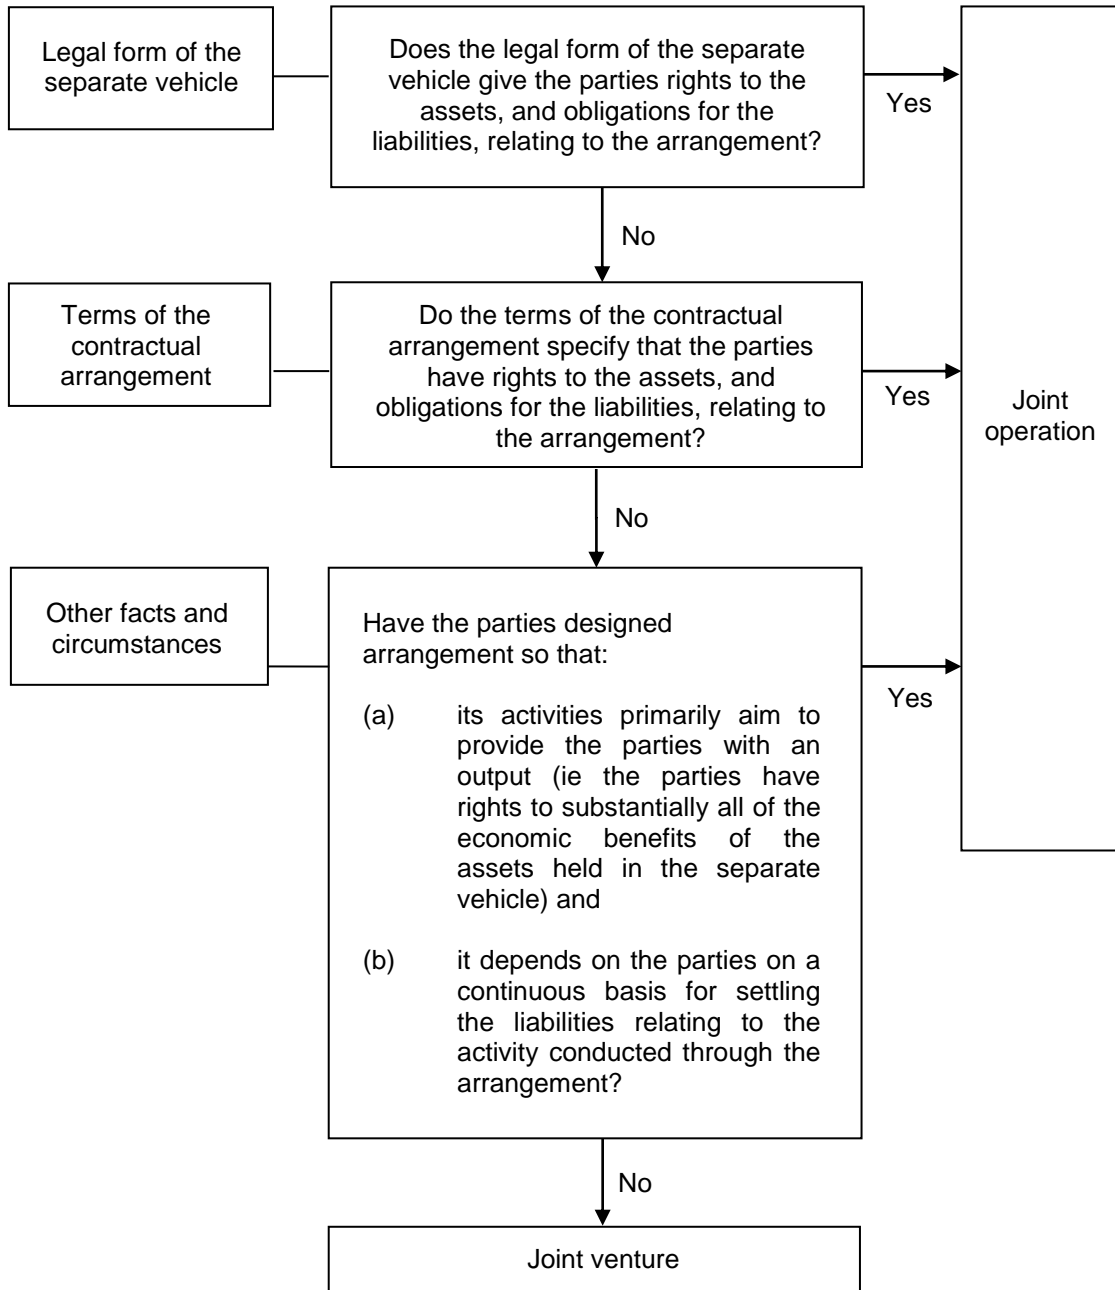 Legal form of the
separate vehicle
Does the legal form of the separate
vehicle give the parties rights to the
assets, and obligations for the
liabilities, relating to the arrangement?
Yes
No
Terms of the
contractual
arrangement
Do the terms of the contractual
arrangement specify that the parties
have rights to the assets, and
obligations for the liabilities, relating to
the arrangement?
Yes
Joint
operation
No
Other facts and
circumstances
Have the parties designed
arrangement so that:
(a) its activities primarily aim to
provide the parties with an
output (ie the parties have
rights to substantially all of the
economic benefits of the
assets held in the separate
vehicle) and
(b) it depends on the parties on a
continuous basis for settling
the liabilities relating to the
activity conducted through the
arrangement?
Yes
No
Joint venture